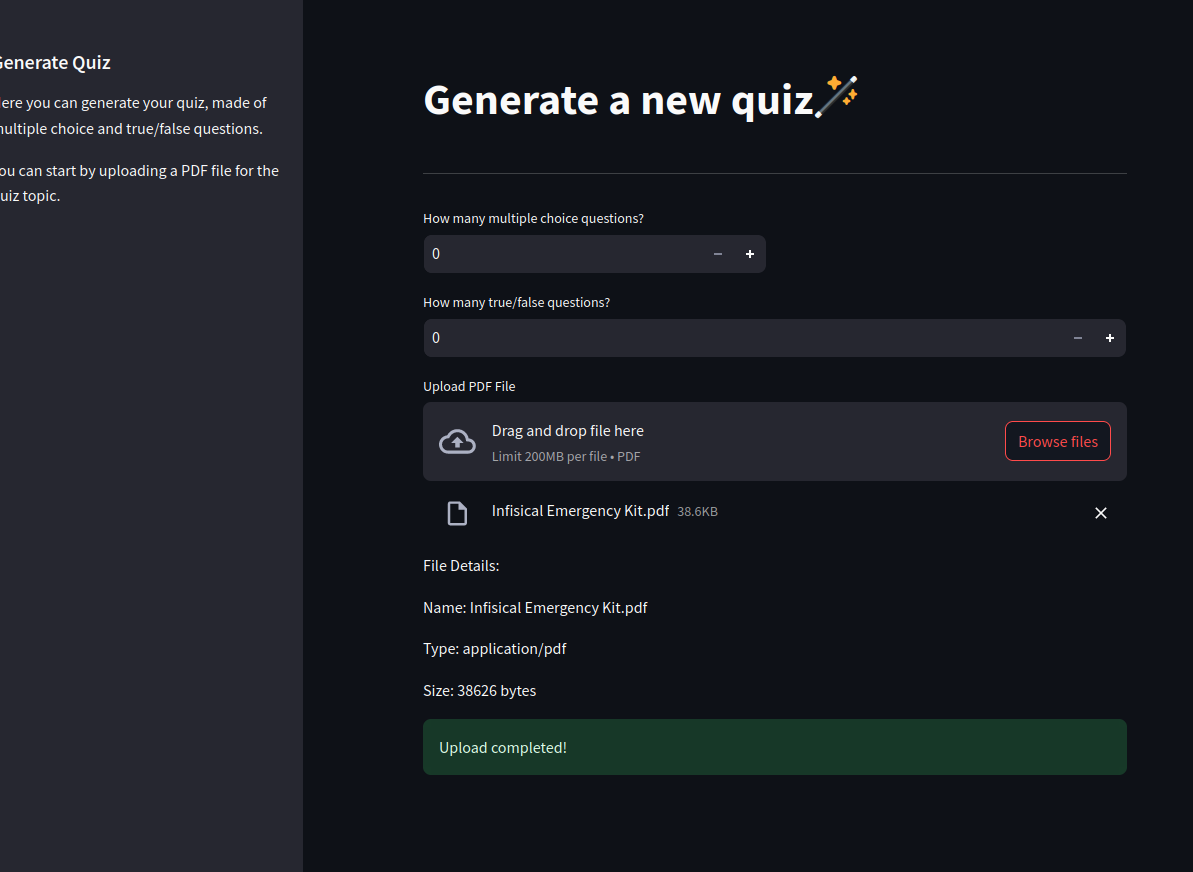 Generate Quiz
ere you can generate your quiz, made of
multiple choice and true/false questions.
ou can start by uploading a PDF file for the
uiz topic.
Generate a new quiz
How many multiple choice questions?
0
How many true/false questions?
0
Upload PDF File
Drag and drop file here
Limit 200MB per file • PDF
Browse files
Infisical Emergency Kit.pdf 38.6KB
File Details:
Name: Infisical Emergency Kit.pdf
Type: application/pdf
Size: 38626 bytes
Upload completed!